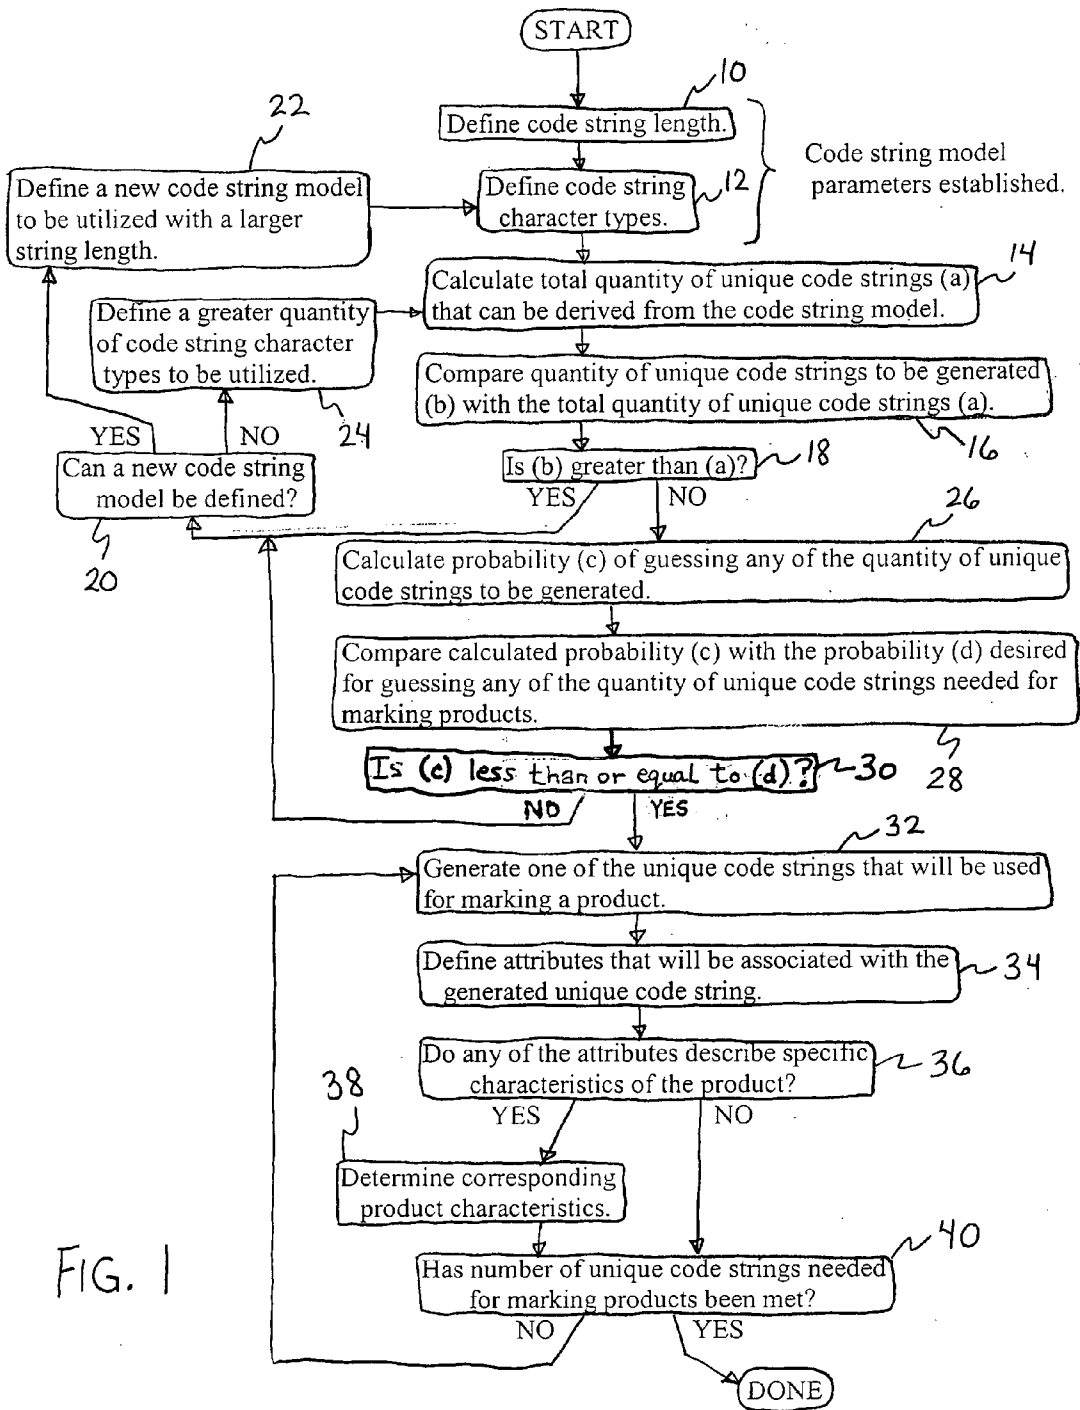 START
10
Define code string length.
12
Define code string
character types.
Code string model
parameters established.
22
Define a new code string model
to be utilized with a larger
string length.
14
Calculate total quantity of unique code strings (a)
that can be derived from the code string model.
Define a greater quantity
of code string character
types to be utilized.
24
Compare quantity of unique code strings to be generated
(b) with the total quantity of unique code strings (a).
16
YES
NO
Can a new code string
model be defined?
20
Is (b) greater than (a)?
18
YES
NO
26
Calculate probability (c) of guessing any of the quantity of unique
code strings to be generated.
Compare calculated probability (c) with the probability (d) desired
for guessing any of the quantity of unique code strings needed for
marking products.
28
Is (c) less than or equal to (d)?
30
NO
YES
32
Generate one of the unique code strings that will be used
for marking a product.
Define attributes that will be associated with the
generated unique code string.
34
Do any of the attributes describe specific
characteristics of the product?
36
38
YES
NO
Determine corresponding
product characteristics.
40
Has number of unique code strings needed
for marking products been met?
NO
YES
DONE
FIG. 1